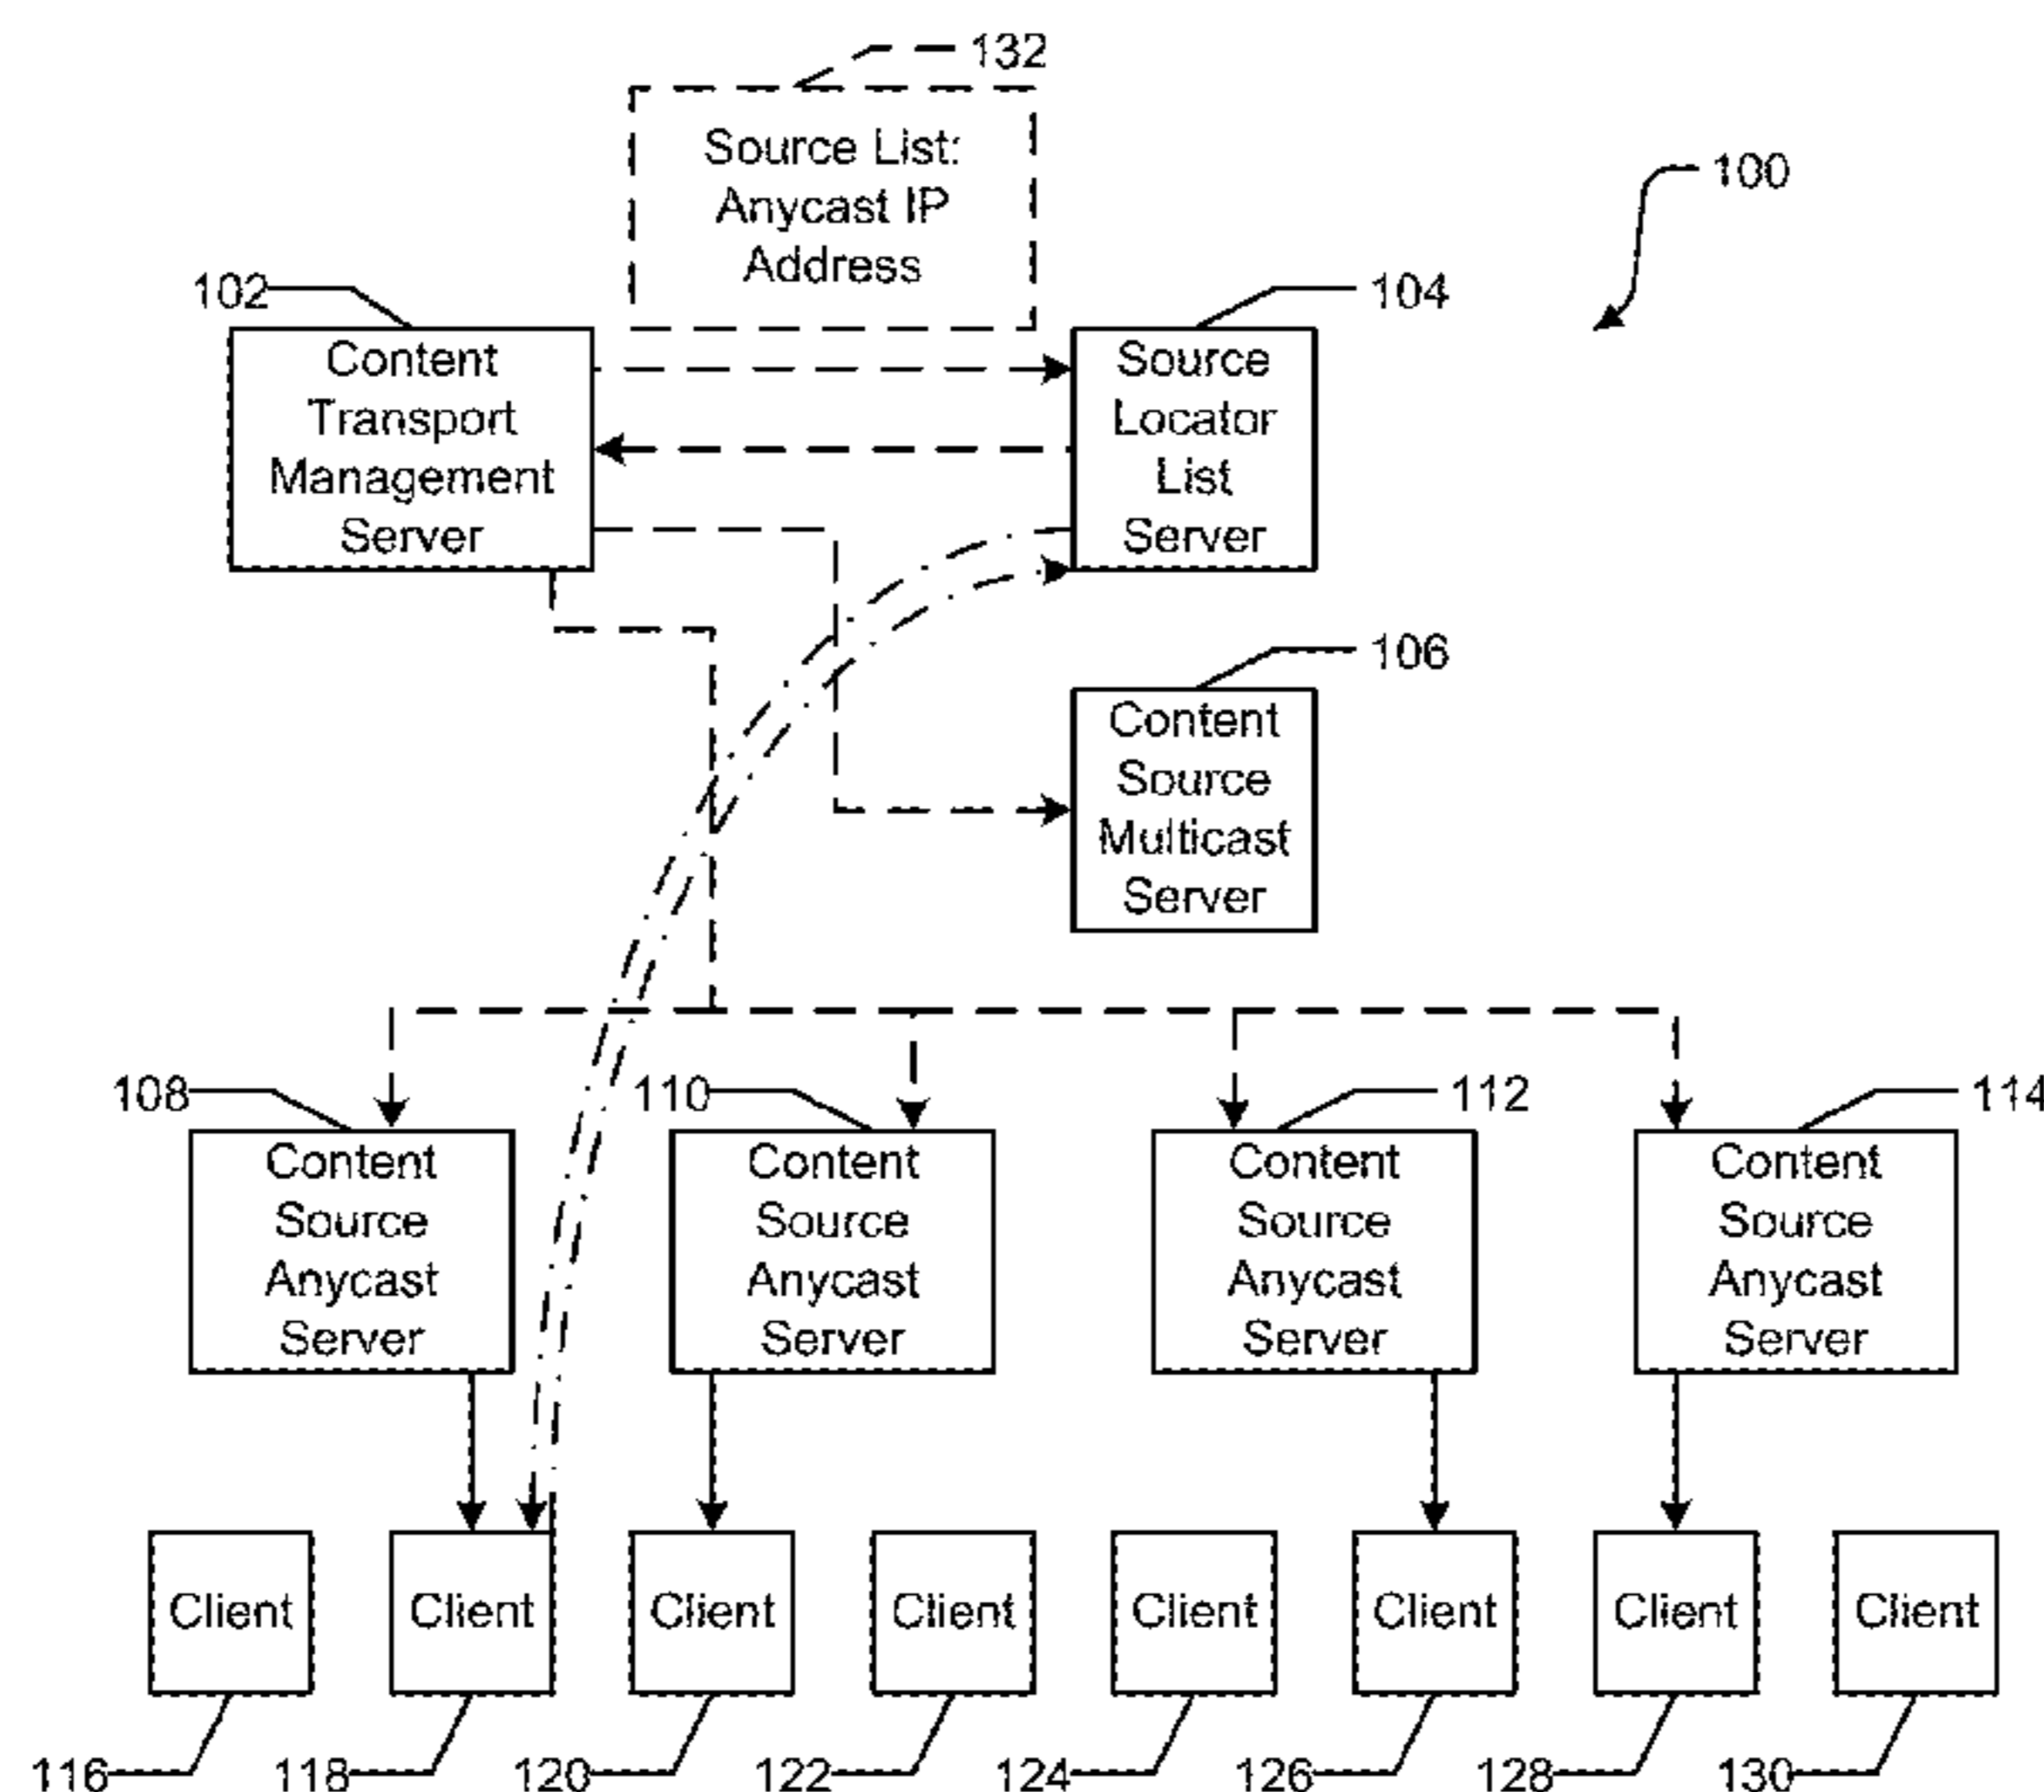 132
Source List:
Anycast IP
Address
100
102
104
Content
Transport
Management
Server
Source
Locator
List
Server
106
Content
Source
Multicast
Server
108
110
112
114
Content
Source
Anycast
Server
Content
Source
Anycast
Server
Content
Source
Anycast
Server
Content
Source
Anycast
Server
Client
Client
Client
Client
Client
Client
Client
Client
116
118
120
122
124
126
128
130